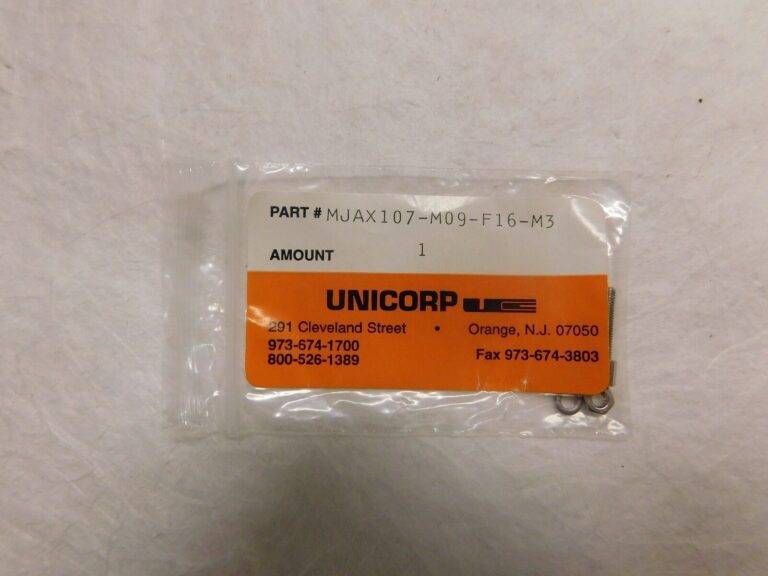 PART # MJAX107-M09-F16-M3
AMOUNT 1
UNICORP
291 Cleveland Street • Orange, N.J. 07050
973-674-1700
800-526-1389 Fax 973-674-3803